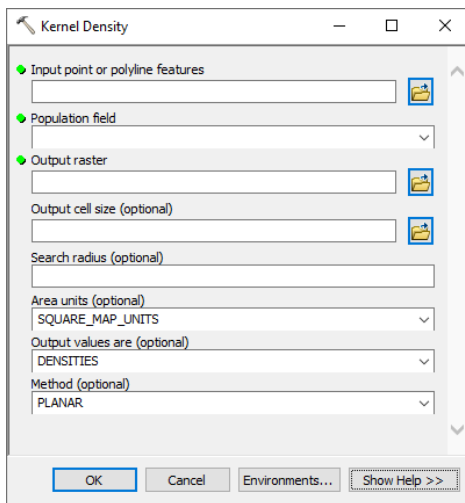 Kernel Density
Input point or polyline features
Population field
Output raster
Output cell size (optional)
Search radius (optional)
Area units (optional)
SQUARE_MAP_UNITS
Output values are (optional)
DENSITIES
Method (optional)
PLANAR
OK Cancel Environments... Show Help >>